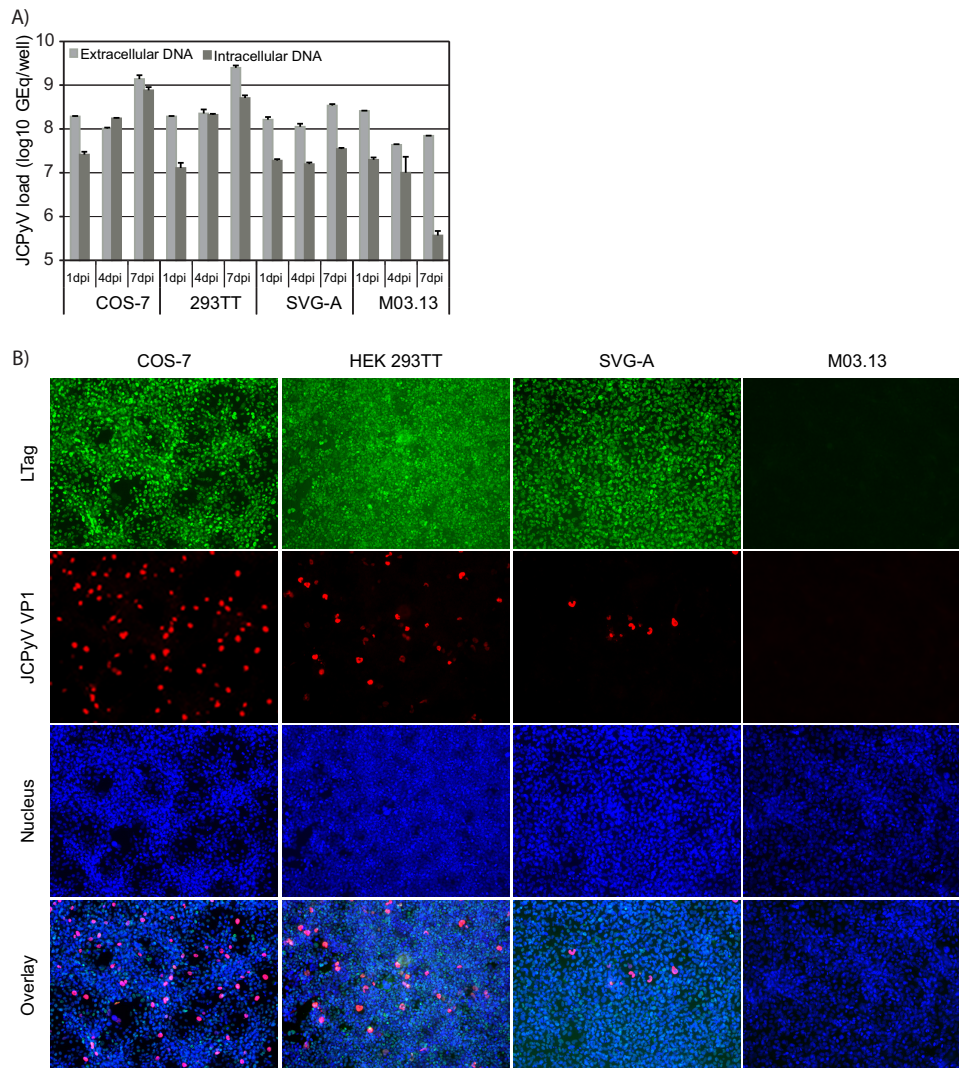 A)
JCPyV load (log10 GEq/well)
10
9
8
7
6
5
Extracellular DNA
Intracellular DNA
1dpi 4dpi 7dpi 1dpi 4dpi 7dpi 1dpi 4dpi 7dpi 1dpi 4dpi 7dpi
COS-7 293TT SVG-A M03.13
B)
COS-7 HEK 293TT SVG-A M03.13
LTag
JCPyV VP1
Nucleus
Overlay